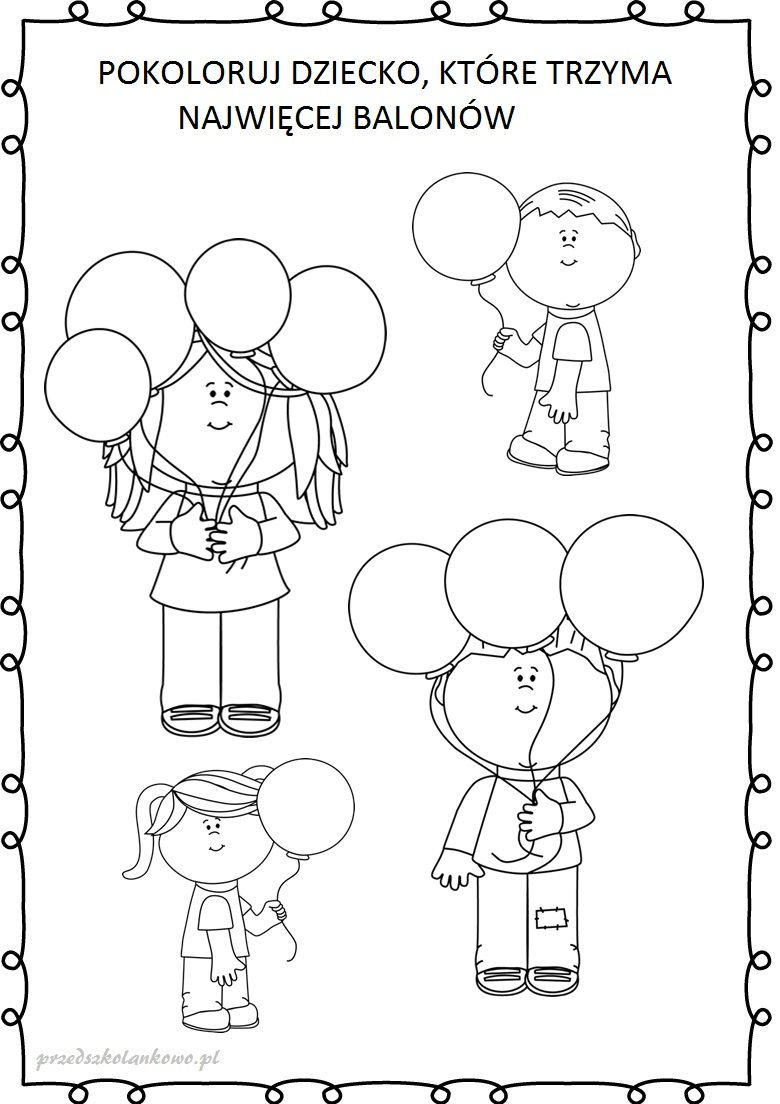 POKOLORUJ DZIECKO, KTÓRE TRZYMA
NAJWIĘCEJ BALONÓW
przedszkolankowo.pl